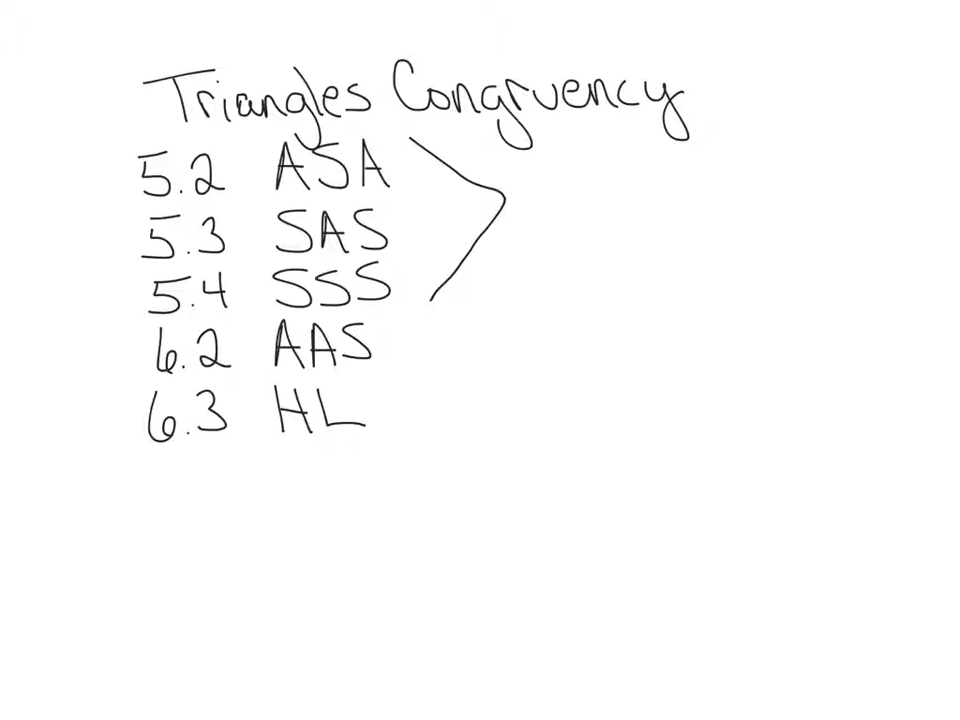 Triangles Congruency
5.2 ASA
5.3 SAS
5.4 SSS
6.2 AAS
6.3 HL